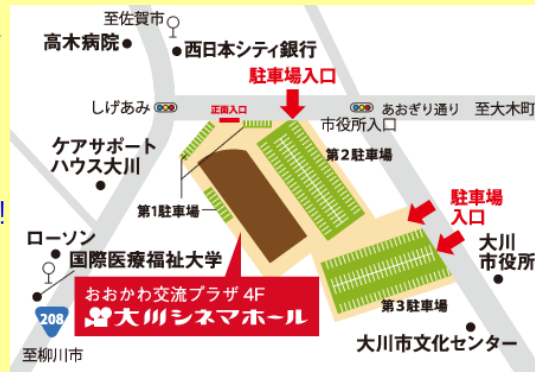 至佐賀市
高木病院
西日本シティ銀行
駐車場入口
しげあみ
正面入口
あおぎり通り
至大木町
市役所入口
ケアサポート
ハウス大川
第2駐車場
第1駐車場
駐車場
入口
ローソン
国際医療福祉大学
大川
市役所
おおかわ交流プラザ 4F
大川シネマホール
第3駐車場
208
大川市文化センター
至柳川市